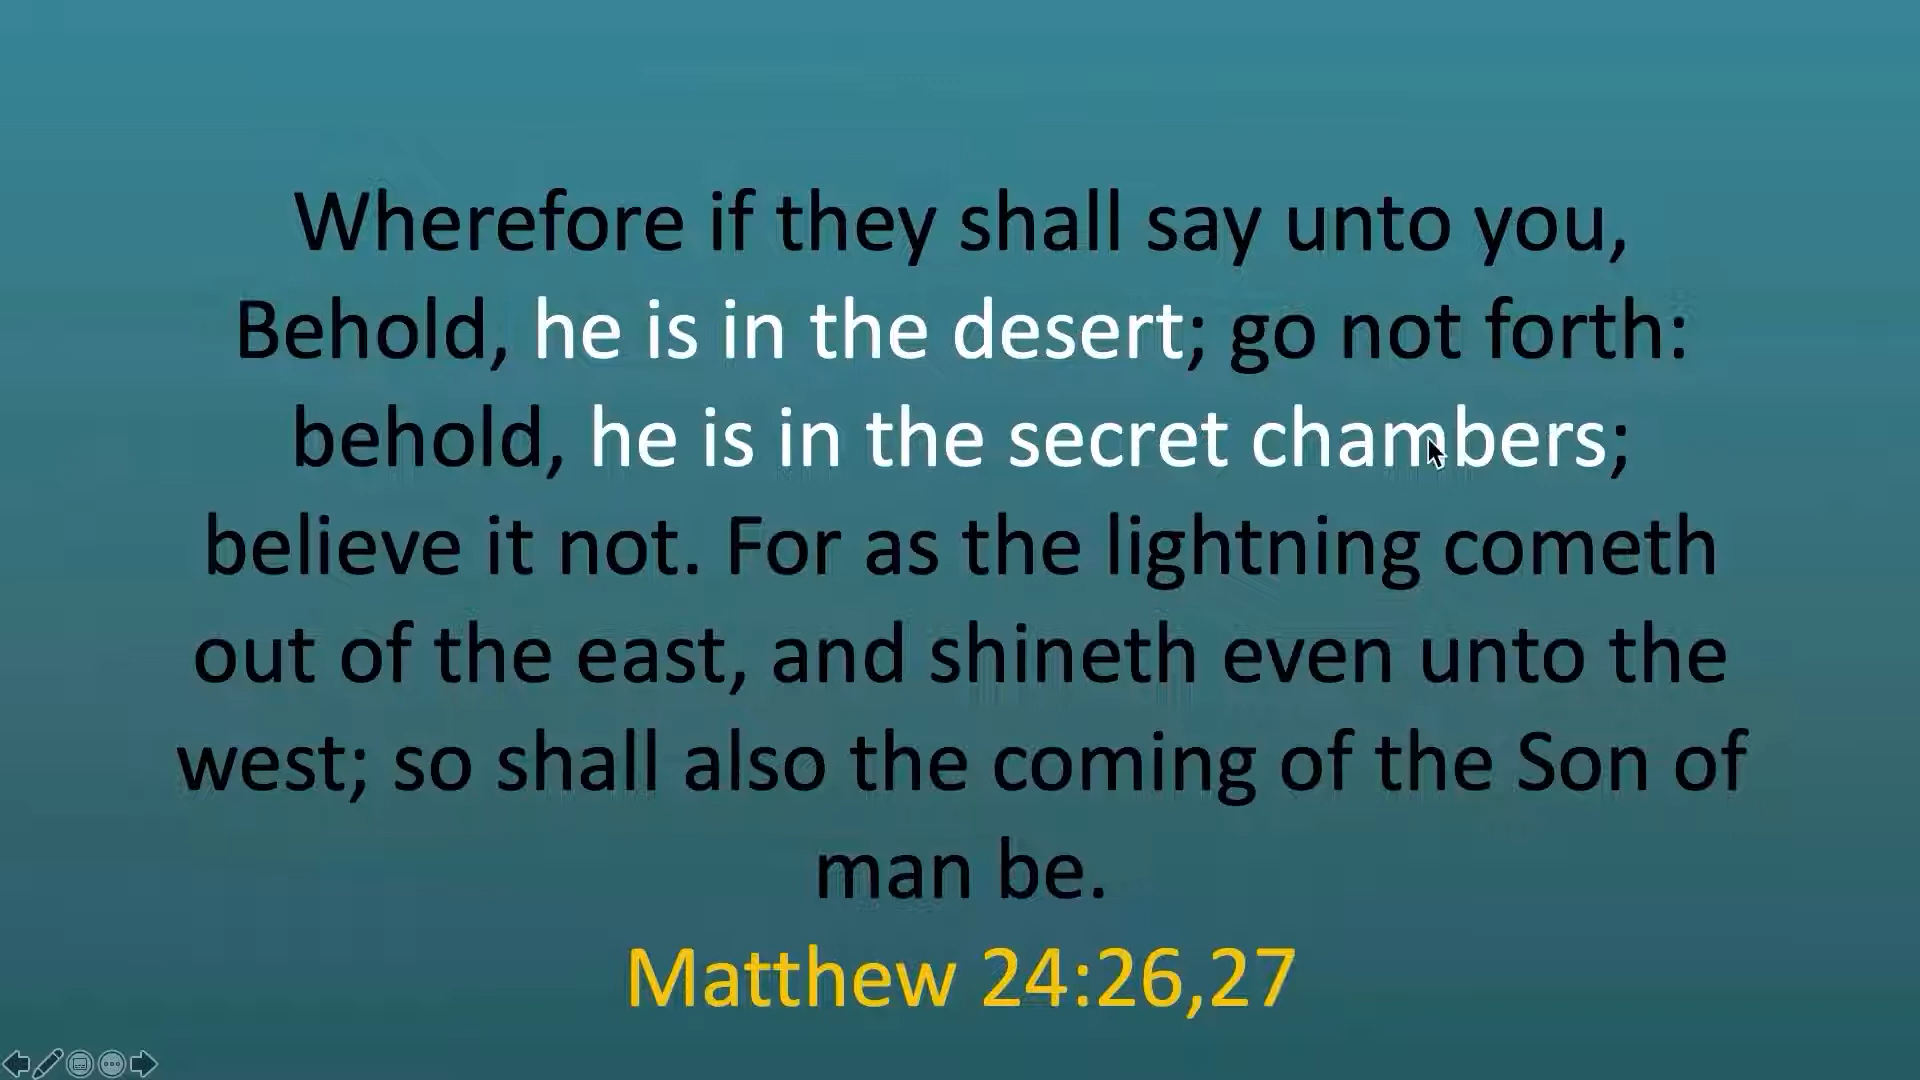 Wherefore if they shall say unto you,
Behold, he is in the desert; go not forth:
behold, he is in the secret chambers;
believe it not. For as the lightning cometh
out of the east, and shineth even unto the
west; so shall also the coming of the Son of
man be.
Matthew 24:26,27